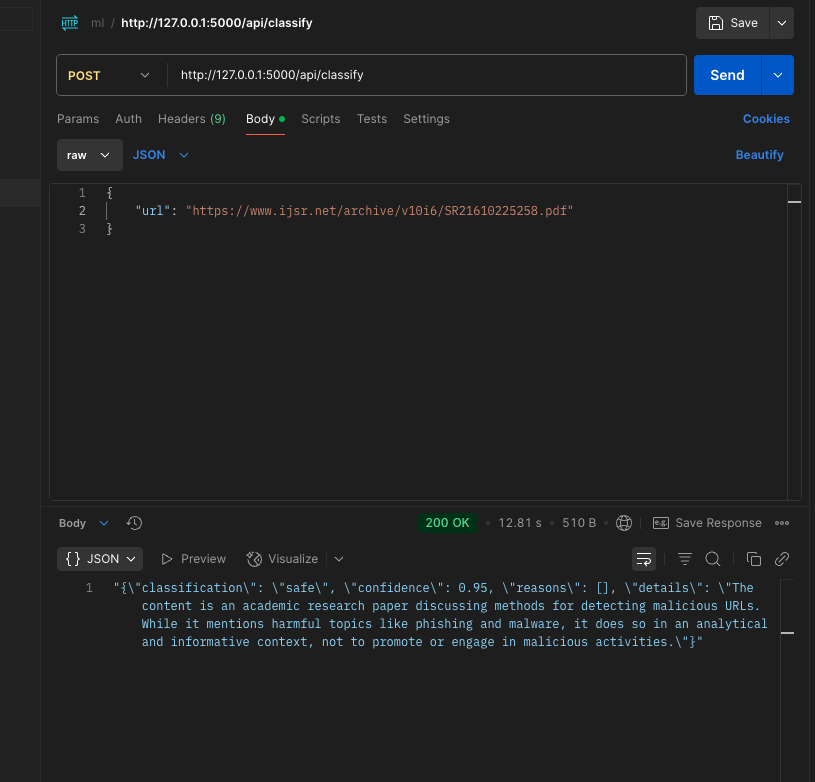 HTTP ml / http://127.0.0.1:5000/api/classify Save
POST http://127.0.0.1:5000/api/classify Send
Params Auth Headers (9) Body Scripts Tests Settings Cookies
raw JSON Beautify
1 {
2 "url": "https://www.ijsr.net/archive/v10i6/SR21610225258.pdf"
3 }
Body 200 OK • 12.81 s • 510 B • e.g. Save Response
{} JSON Preview Visualize
1 "{\"classification\": \"safe\", \"confidence\": 0.95, \"reasons\": [], \"details\": \"The
content is an academic research paper discussing methods for detecting malicious URLs.
While it mentions harmful topics like phishing and malware, it does so in an analytical
and informative context, not to promote or engage in malicious activities.\"}"